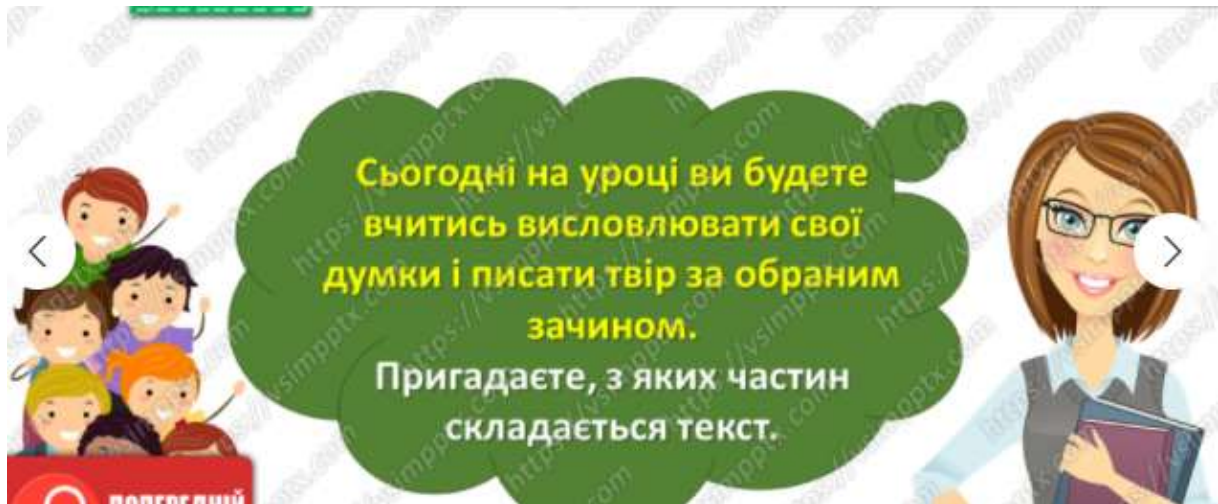 Сьогодні на уроці ви будете
вчитись висловлювати свої
думки і писати твір за обраним
зачином.
Пригадаєте, з яких частин
складається текст.